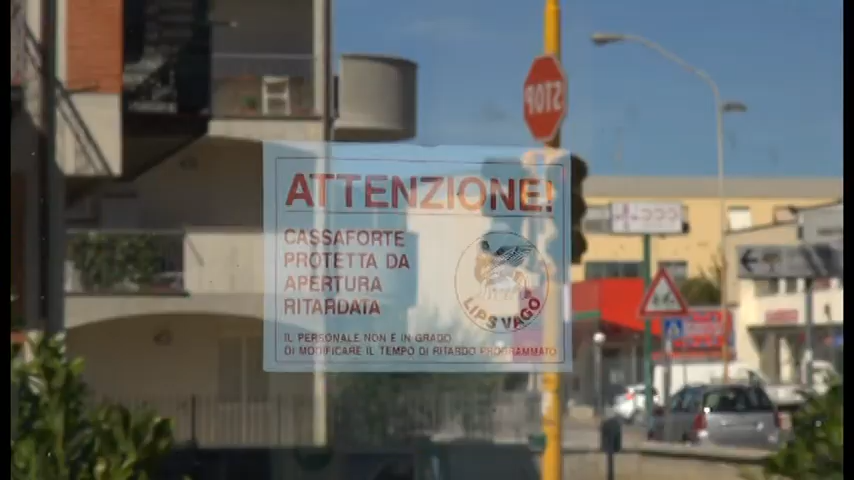 STOP
ATTENZIONE!
CASSAFORTE
PROTETTA DA
APERTURA
RITARDATA
LIPS VAGO
IL PERSONALE NON E IN GRADO
DI MODIFICARE IL TEMPO DI RITARDO PROGRAMMATO